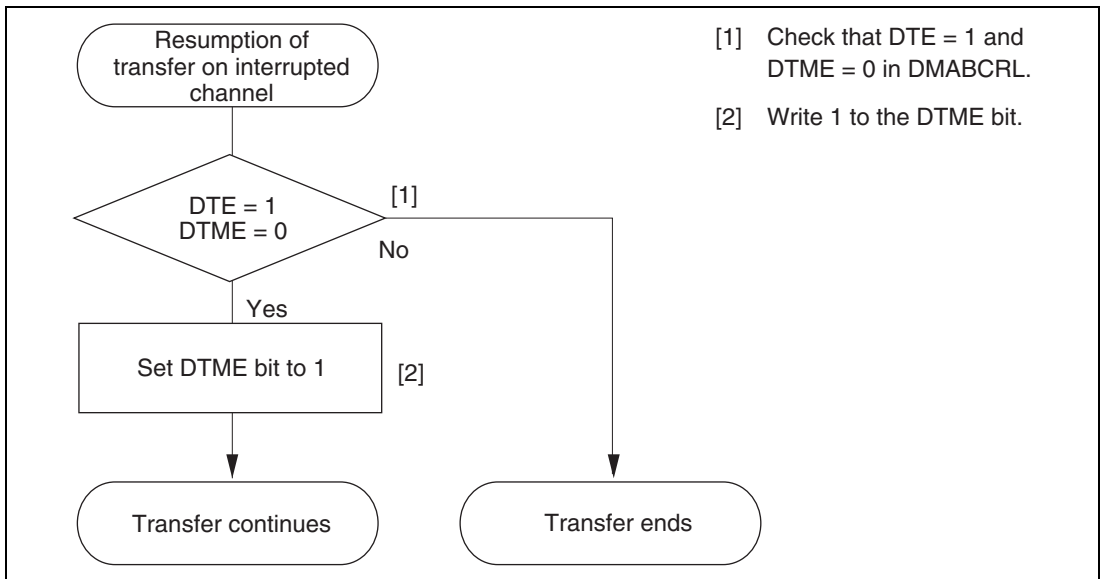 Resumption of
transfer on interrupted
channel
DTE = 1
DTME = 0
[1]
No
Yes
Set DTME bit to 1
[2]
Transfer continues
Transfer ends
[1] Check that DTE = 1 and
DTME = 0 in DMABCRL.
[2] Write 1 to the DTME bit.